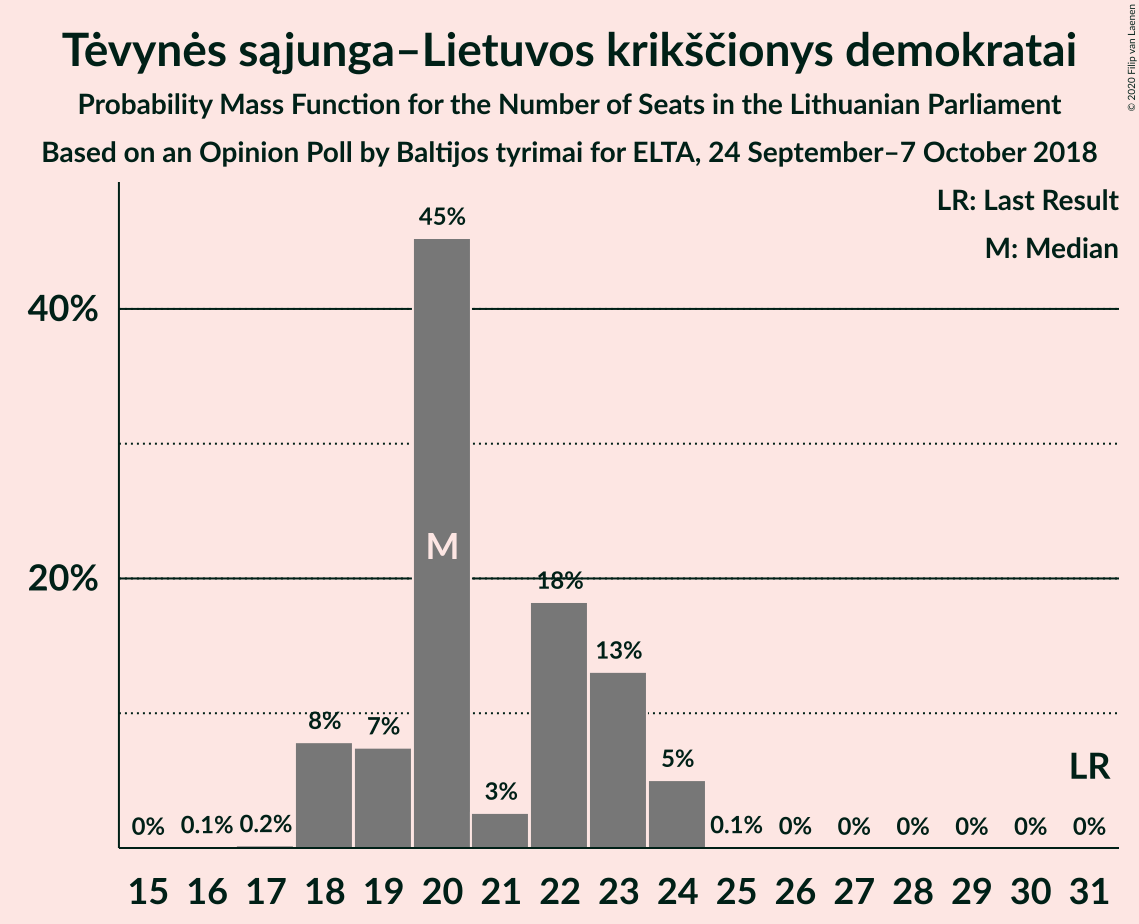 Tėvynės sąjunga–Lietuvos krikščionys demokratai
Probability Mass Function for the Number of Seats in the Lithuanian Parliament
Based on an Opinion Poll by Baltijos tyrimai for ELTA, 24 September–7 October 2018
© 2020 Filip van Laenen
LR: Last Result
M: Median
40%
20%
45%
M
18%
13%
8%
7%
5%
3%
LR
0% 0.1% 0.2% 0.1% 0% 0% 0% 0% 0% 0%
15 16 17 18 19 20 21 22 23 24 25 26 27 28 29 30 31